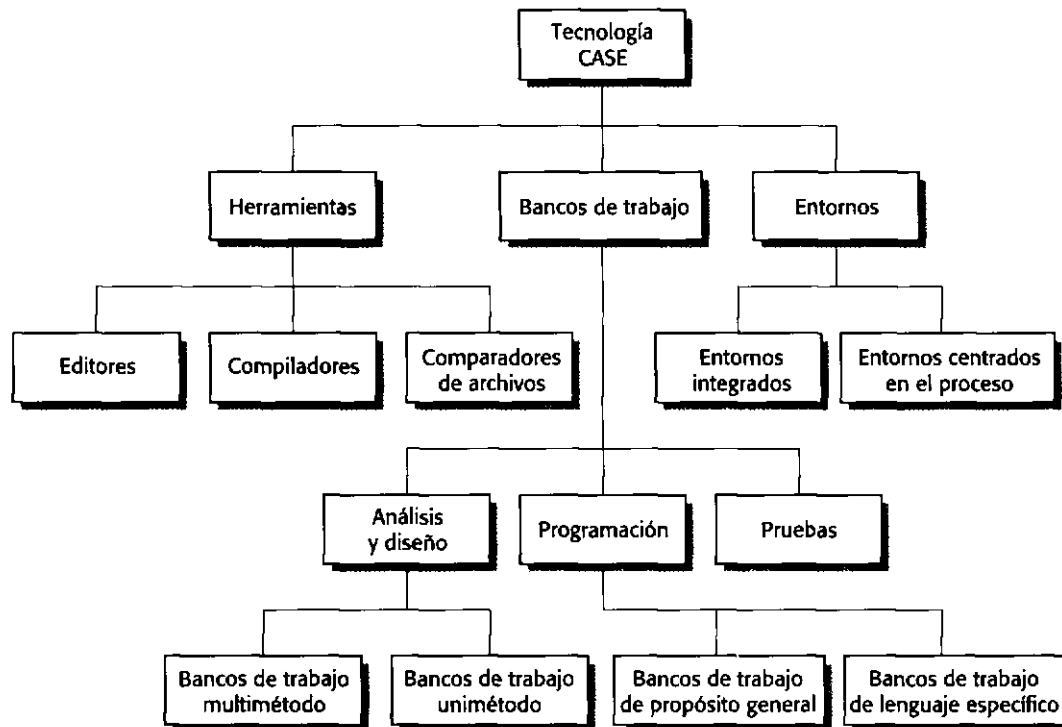 Tecnología
CASE
Herramientas
Bancos de trabajo
Entornos
Editores
Compiladores
Comparadores
de archivos
Entornos
integrados
Entornos centrados
en el proceso
Análisis
y diseño
Programación
Pruebas
Bancos de trabajo
multimétodo
Bancos de trabajo
unimétodo
Bancos de trabajo
de propósito general
Bancos de trabajo
de lenguaje específico